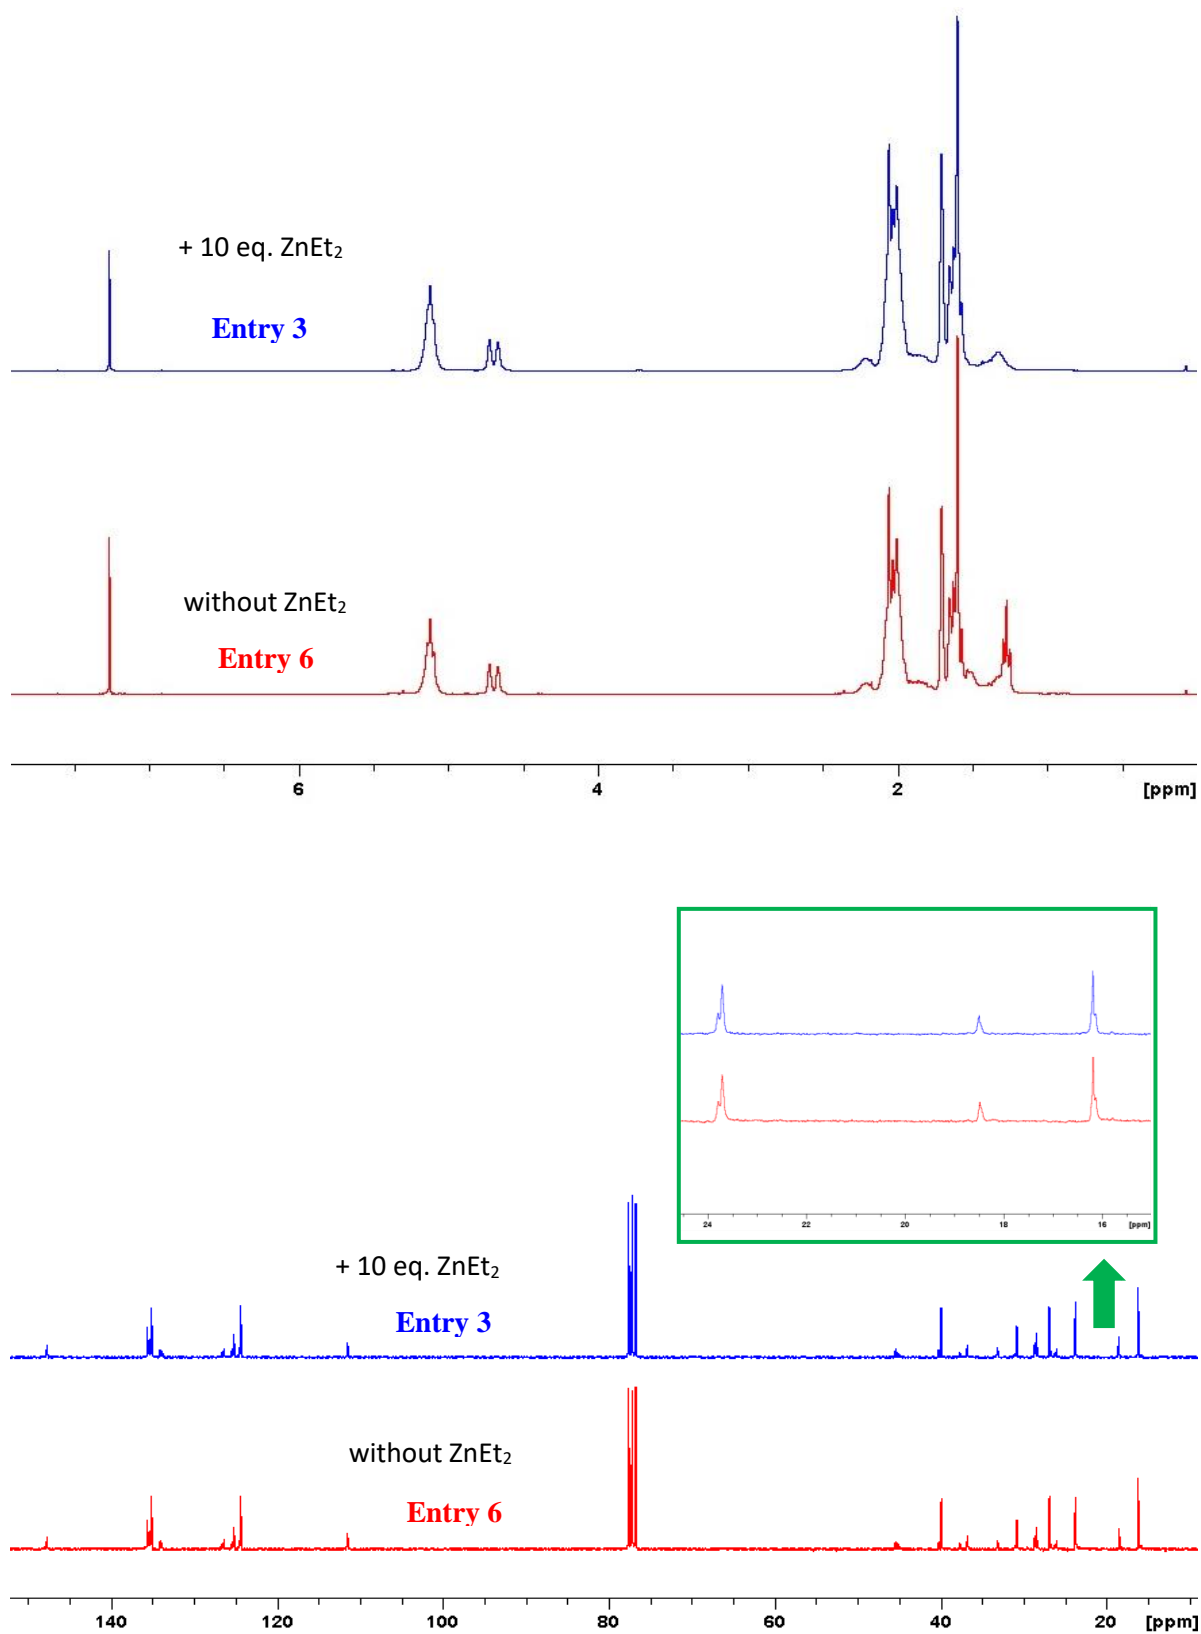 + 10 eq. ZnEt₂
Entry 3
without ZnEt₂
Entry 6
6 4 2 [ppm]
24 22 20 18 16 [ppm]
+ 10 eq. ZnEt₂
Entry 3
without ZnEt₂
Entry 6
140 120 100 80 60 40 20 [ppm]